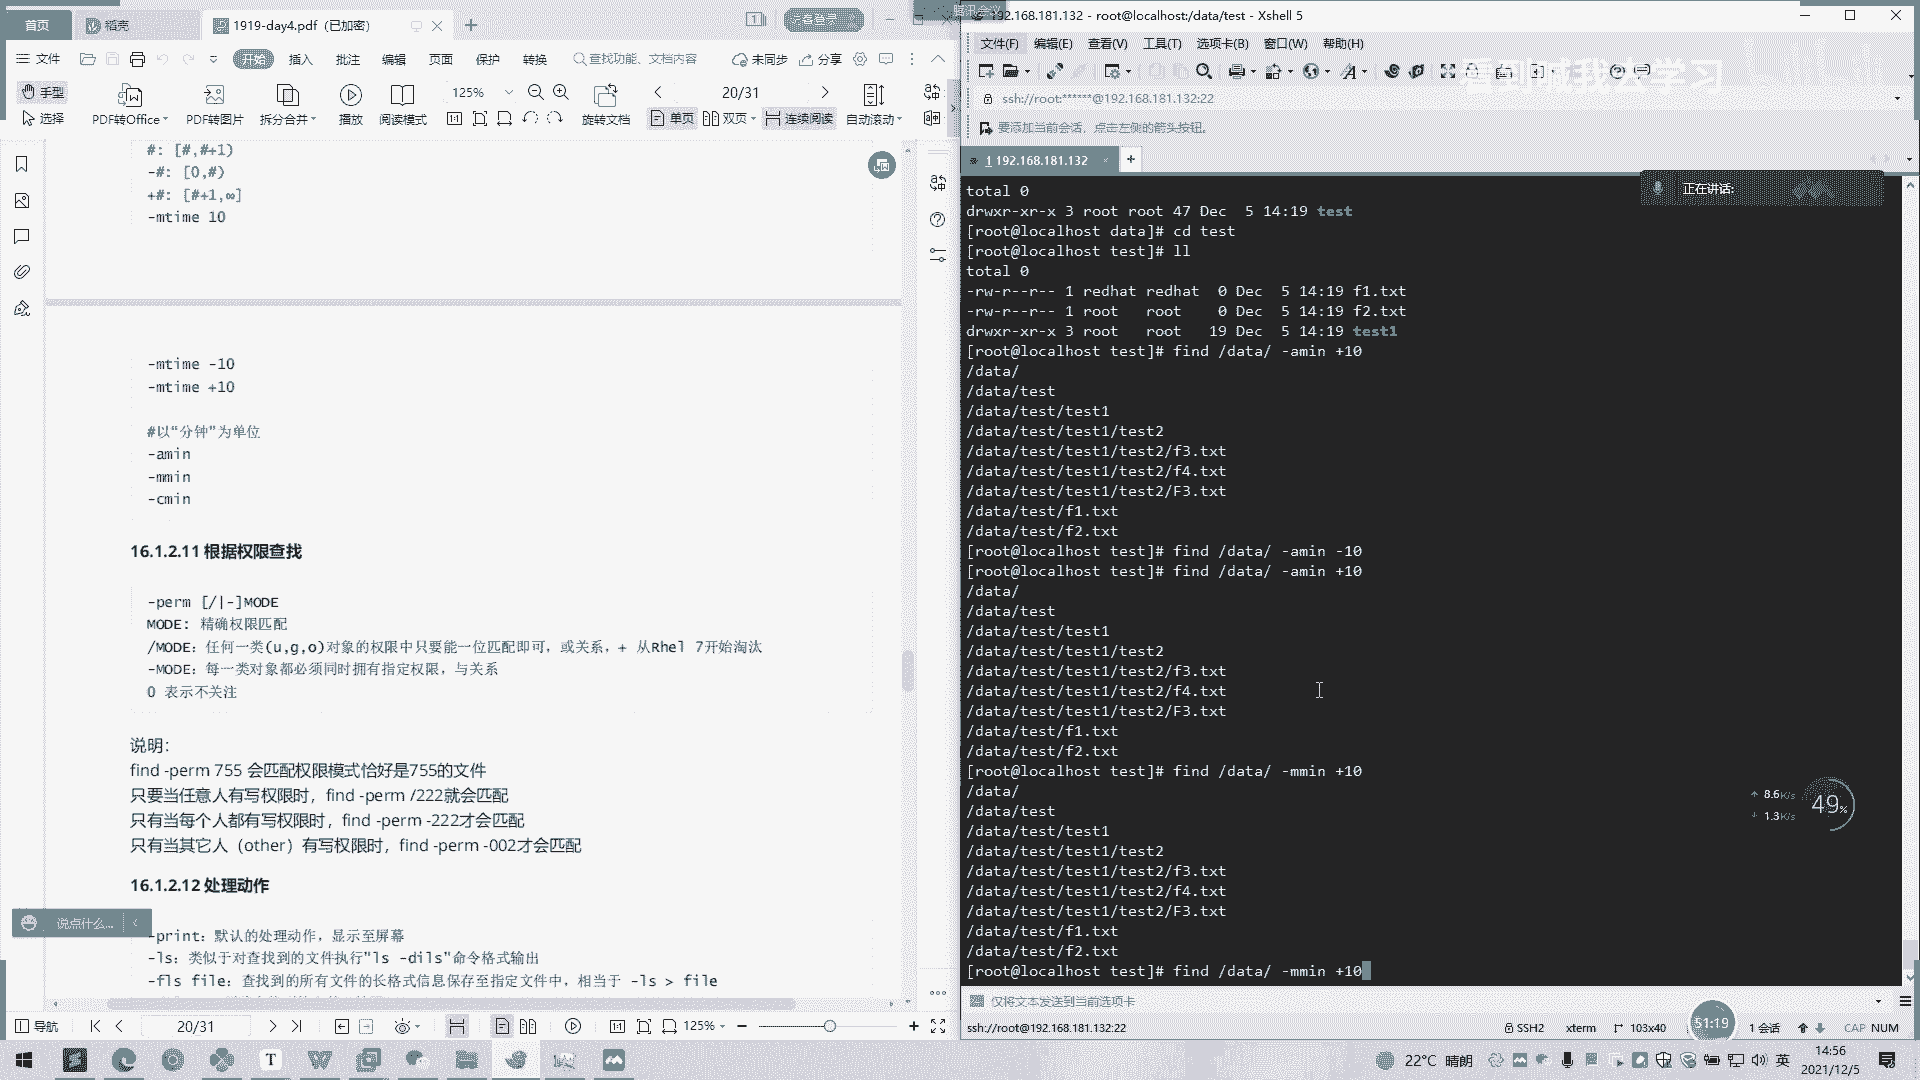 首页
稻壳
1919-day4.pdf（已加密）
文件
开始
插入
批注
编辑
页面
保护
转换
查找功能、文档内容
未同步
分享
手型
选择
PDF转Office
PDF转图片
拆分合并
播放
阅读模式
125%
旋转文档
20/31
单页
双页
连续阅读
自动滚动
#: [#,#+1)
-#: [0,#)
+#: [#+1,∞]
-mtime 10
-mtime -10
-mtime +10
#以“分钟”为单位
-amin
-mmin
-cmin
16.1.2.11 根据权限查找
-perm [/|-]MODE
MODE: 精确权限匹配
/MODE：任何一类(u,g,o)对象的权限中只要能一位匹配即可，或关系，+ 从Rhel 7开始淘汰
-MODE：每一类对象都必须同时拥有指定权限，与关系
0 表示不关注
说明：
find -perm 755 会匹配权限模式恰好是755的文件
只要当任意人有写权限时，find -perm /222就会匹配
只有当每个人都有写权限时，find -perm -222才会匹配
只有当其它人（other）有写权限时，find -perm -002才会匹配
16.1.2.12 处理动作
说点什么...
-print：默认的处理动作，显示至屏幕
-ls：类似于对查找到的文件执行"ls -dils"命令格式输出
-fls file：查找到的所有文件的长格式信息保存至指定文件中，相当于 -ls > file
导航
20/31
125%
腾讯会议
192.168.181.132 - root@localhost:/data/test - Xshell 5
文件(F) 编辑(E) 查看(V) 工具(T) 选项卡(B) 窗口(W) 帮助(H)
看到喊我去学习
ssh://root:******@192.168.181.132:22
要添加当前会话，点击左侧的箭头按钮。
1 192.168.181.132
正在讲话:
total 0
drwxr-xr-x 3 root root 47 Dec  5 14:19 test
[root@localhost data]# cd test
[root@localhost test]# ll
total 0
-rw-r--r-- 1 redhat redhat  0 Dec  5 14:19 f1.txt
-rw-r--r-- 1 root   root    0 Dec  5 14:19 f2.txt
drwxr-xr-x 3 root   root   19 Dec  5 14:19 test1
[root@localhost test]# find /data/ -amin +10
/data/
/data/test
/data/test/test1
/data/test/test1/test2
/data/test/test1/test2/f3.txt
/data/test/test1/test2/f4.txt
/data/test/test1/test2/F3.txt
/data/test/f1.txt
/data/test/f2.txt
[root@localhost test]# find /data/ -amin -10
[root@localhost test]# find /data/ -amin +10
/data/
/data/test
/data/test/test1
/data/test/test1/test2
/data/test/test1/test2/f3.txt
/data/test/test1/test2/f4.txt
/data/test/test1/test2/F3.txt
/data/test/f1.txt
/data/test/f2.txt
[root@localhost test]# find /data/ -mmin +10
/data/
/data/test
/data/test/test1
/data/test/test1/test2
/data/test/test1/test2/f3.txt
/data/test/test1/test2/f4.txt
/data/test/test1/test2/F3.txt
/data/test/f1.txt
/data/test/f2.txt
[root@localhost test]# find /data/ -mmin +10
8.6K/s
1.3K/s
49%
仅将文本发送到当前选项卡
ssh://root@192.168.181.132:22
51:19
SSH2
xterm
103x40
1 会话
CAP NUM
22°C 晴朗
英
14:56
2021/12/5